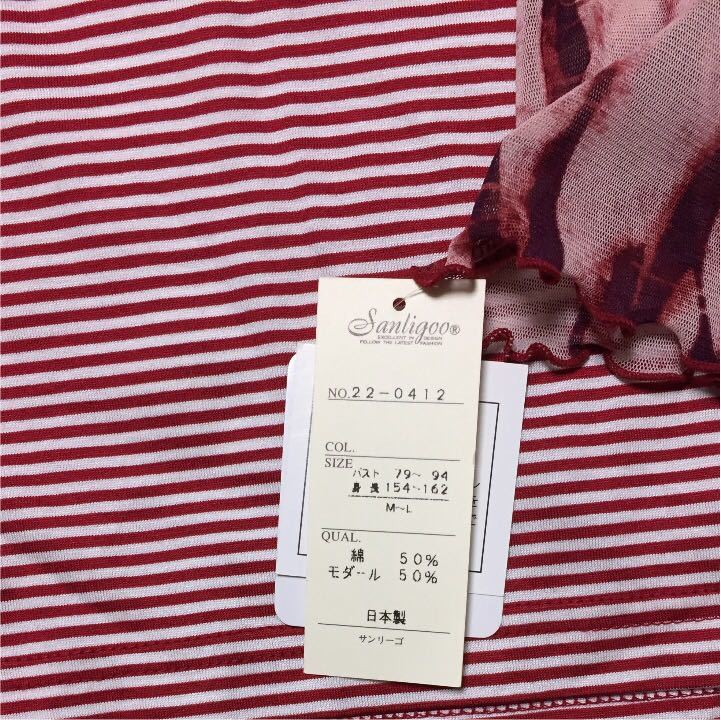 Sanligoo®
EXCELLENT IN DESIGN
FOLLOW THE LATEST FASHION
NO.22-0412
COL.
SIZE
バスト 79〜 94
身長 154〜162
M〜L
QUAL.
綿 50%
モダール 50%
日本製
サンリーゴ